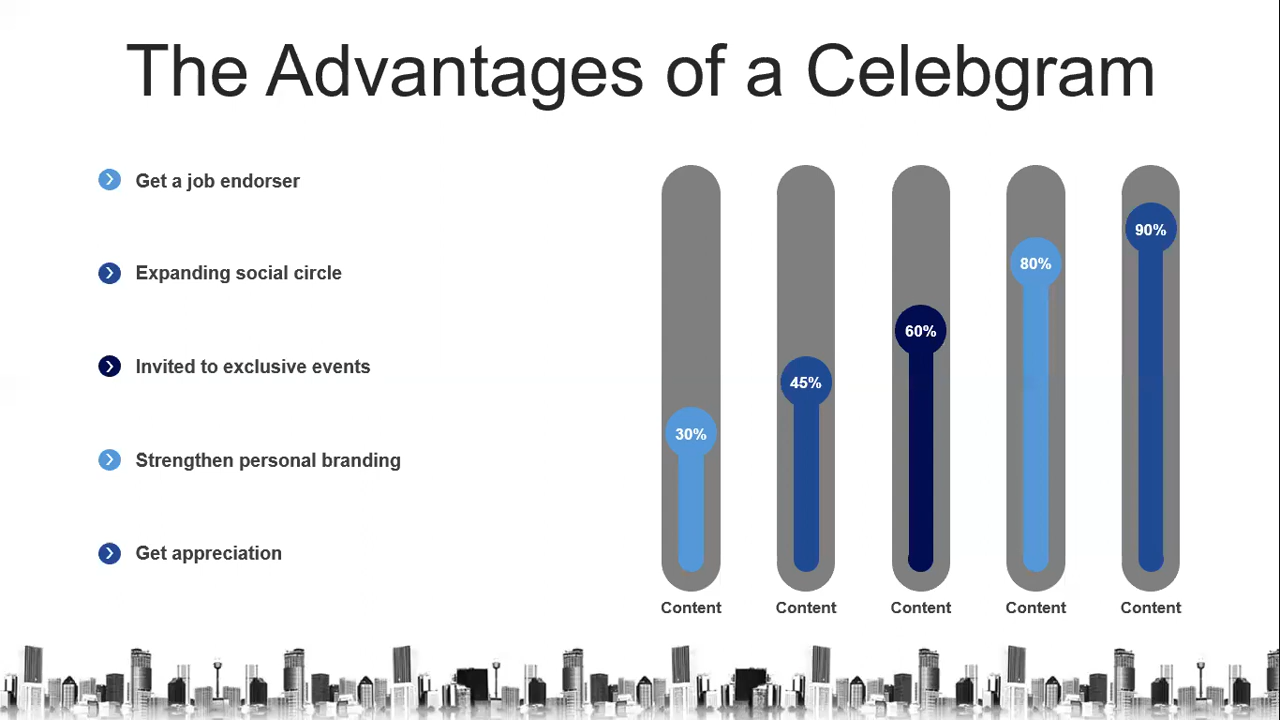 The Advantages of a Celebgram
Get a job endorser
Expanding social circle
Invited to exclusive events
Strengthen personal branding
Get appreciation
30%
45%
60%
80%
90%
Content
Content
Content
Content
Content